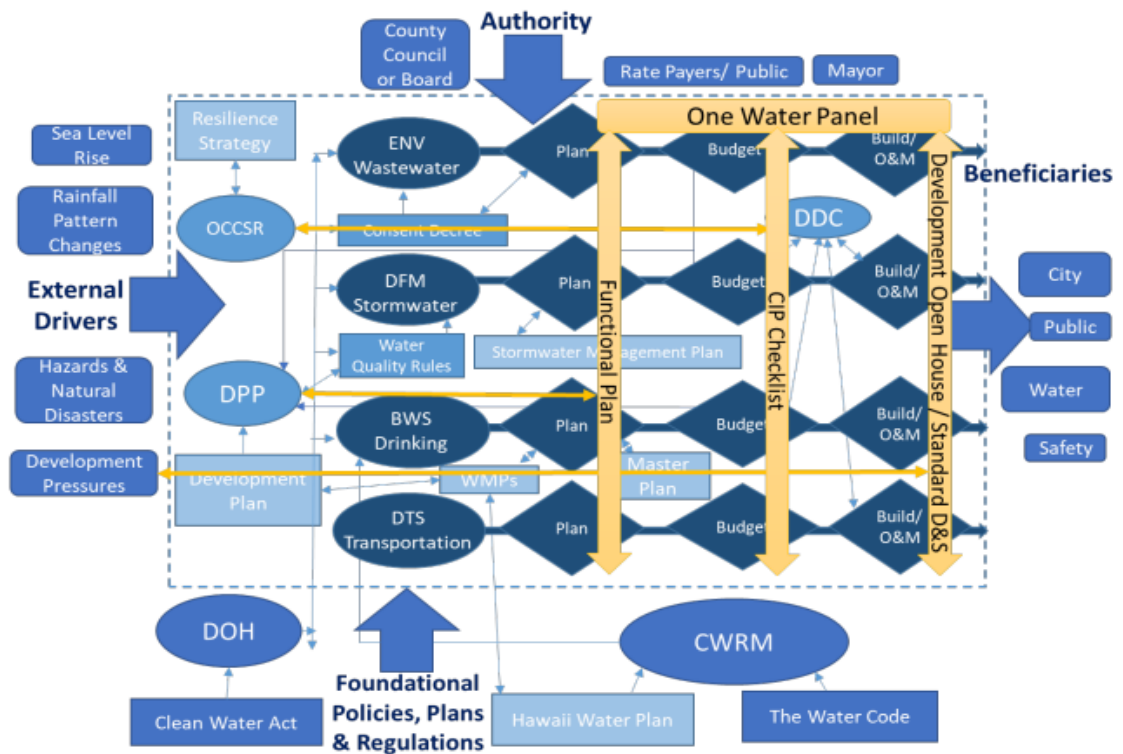 Authority
County
Council
or Board
Rate Payers/ Public
Mayor
One Water Panel
Sea Level
Rise
Resilience
Strategy
ENV
Wastewater
Plan
Budget
Build/
O&M
Beneficiaries
Rainfall
Pattern
Changes
OCCSR
Consent Decree
DDC
External
Drivers
DFM
Stormwater
Plan
Budget
Build/
O&M
City
Public
Water
Quality Rules
Stormwater Management Plan
Functional Plan
CIP Checklist
Development Open House / Standard D&S
Hazards &
Natural
Disasters
DPP
BWS
Drinking
Plan
Budget
Build/
O&M
Water
Safety
Development
Pressures
Development
Plan
WMPs
Master
Plan
DTS
Transportation
Plan
Budget
Build/
O&M
DOH
CWRM
Foundational
Policies, Plans
& Regulations
Clean Water Act
Hawaii Water Plan
The Water Code